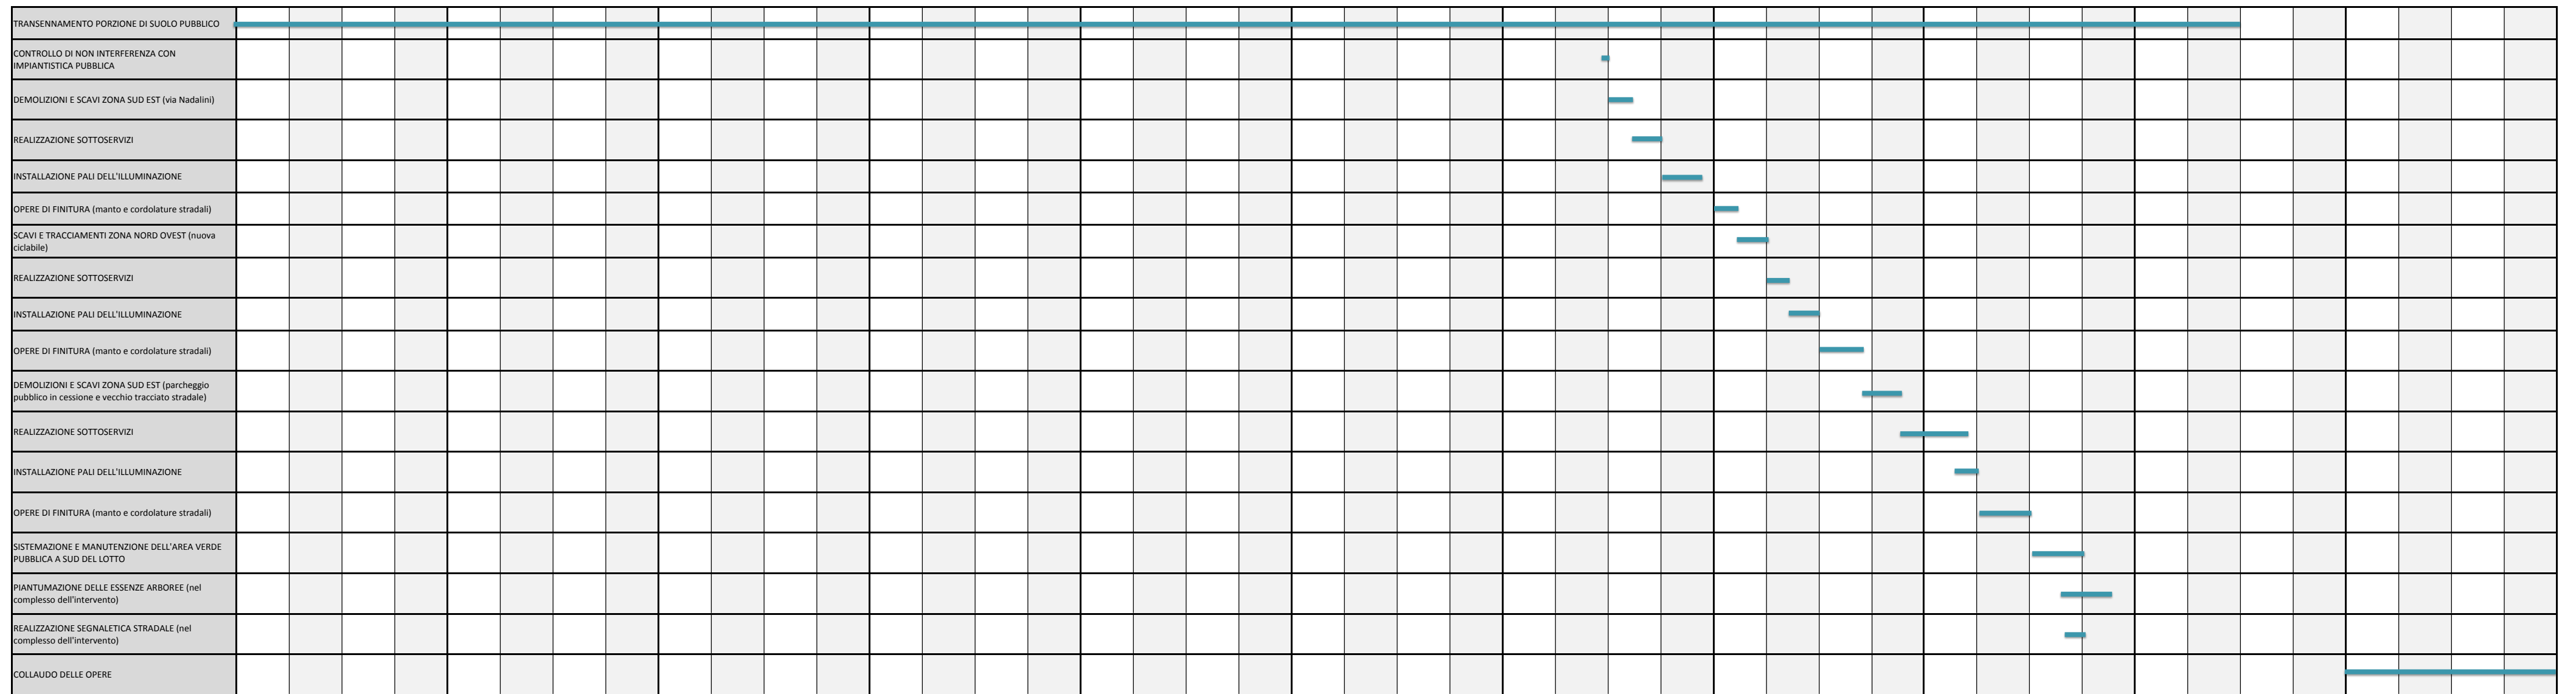 TRANSENNAMENTO PORZIONE DI SUOLO PUBBLICO
CONTROLLO DI NON INTERFERENZA CON
IMPIANTISTICA PUBBLICA
DEMOLIZIONI E SCAVI ZONA SUD EST (via Nadalini)
REALIZZAZIONE SOTTOSERVIZI
INSTALLAZIONE PALI DELL'ILLUMINAZIONE
OPERE DI FINITURA (manto e cordolature stradali)
SCAVI E TRACCIAMENTI ZONA NORD OVEST (nuova
ciclabile)
REALIZZAZIONE SOTTOSERVIZI
INSTALLAZIONE PALI DELL'ILLUMINAZIONE
OPERE DI FINITURA (manto e cordolature stradali)
DEMOLIZIONI E SCAVI ZONA SUD EST (parcheggio
pubblico in cessione e vecchio tracciato stradale)
REALIZZAZIONE SOTTOSERVIZI
INSTALLAZIONE PALI DELL'ILLUMINAZIONE
OPERE DI FINITURA (manto e cordolature stradali)
SISTEMAZIONE E MANUTENZIONE DELL'AREA VERDE
PUBBLICA A SUD DEL LOTTO
PIANTUMAZIONE DELLE ESSENZE ARBOREE (nel
complesso dell'intervento)
REALIZZAZIONE SEGNALETICA STRADALE (nel
complesso dell'intervento)
COLLAUDO DELLE OPERE